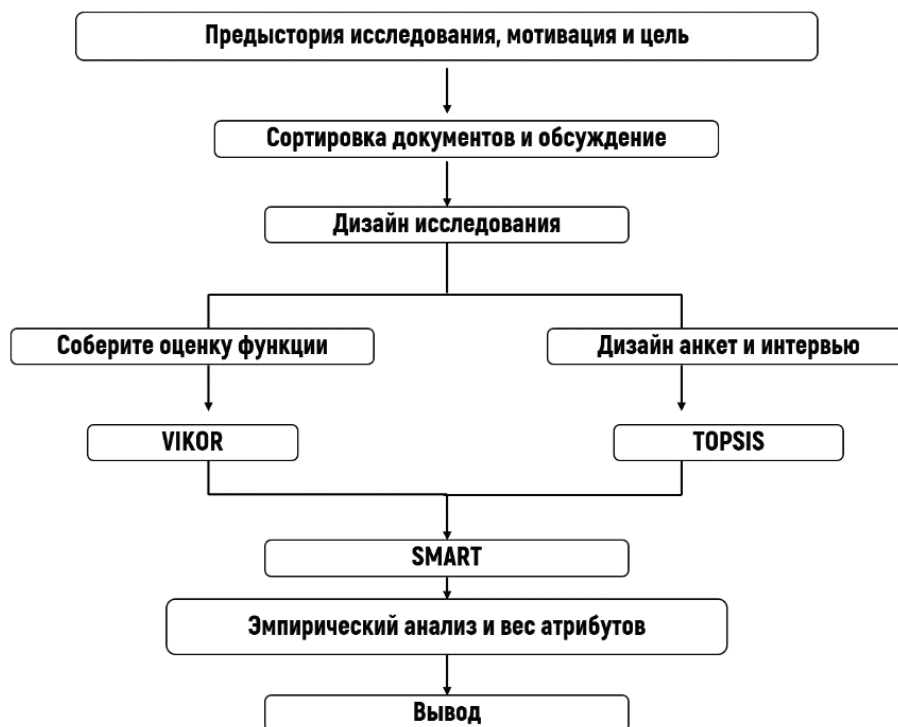 Предыстория исследования, мотивация и цель
Сортировка документов и обсуждение
Дизайн исследования
Соберите оценку функции
Дизайн анкет и интервью
VIKOR
TOPSIS
SMART
Эмпирический анализ и вес атрибутов
Вывод